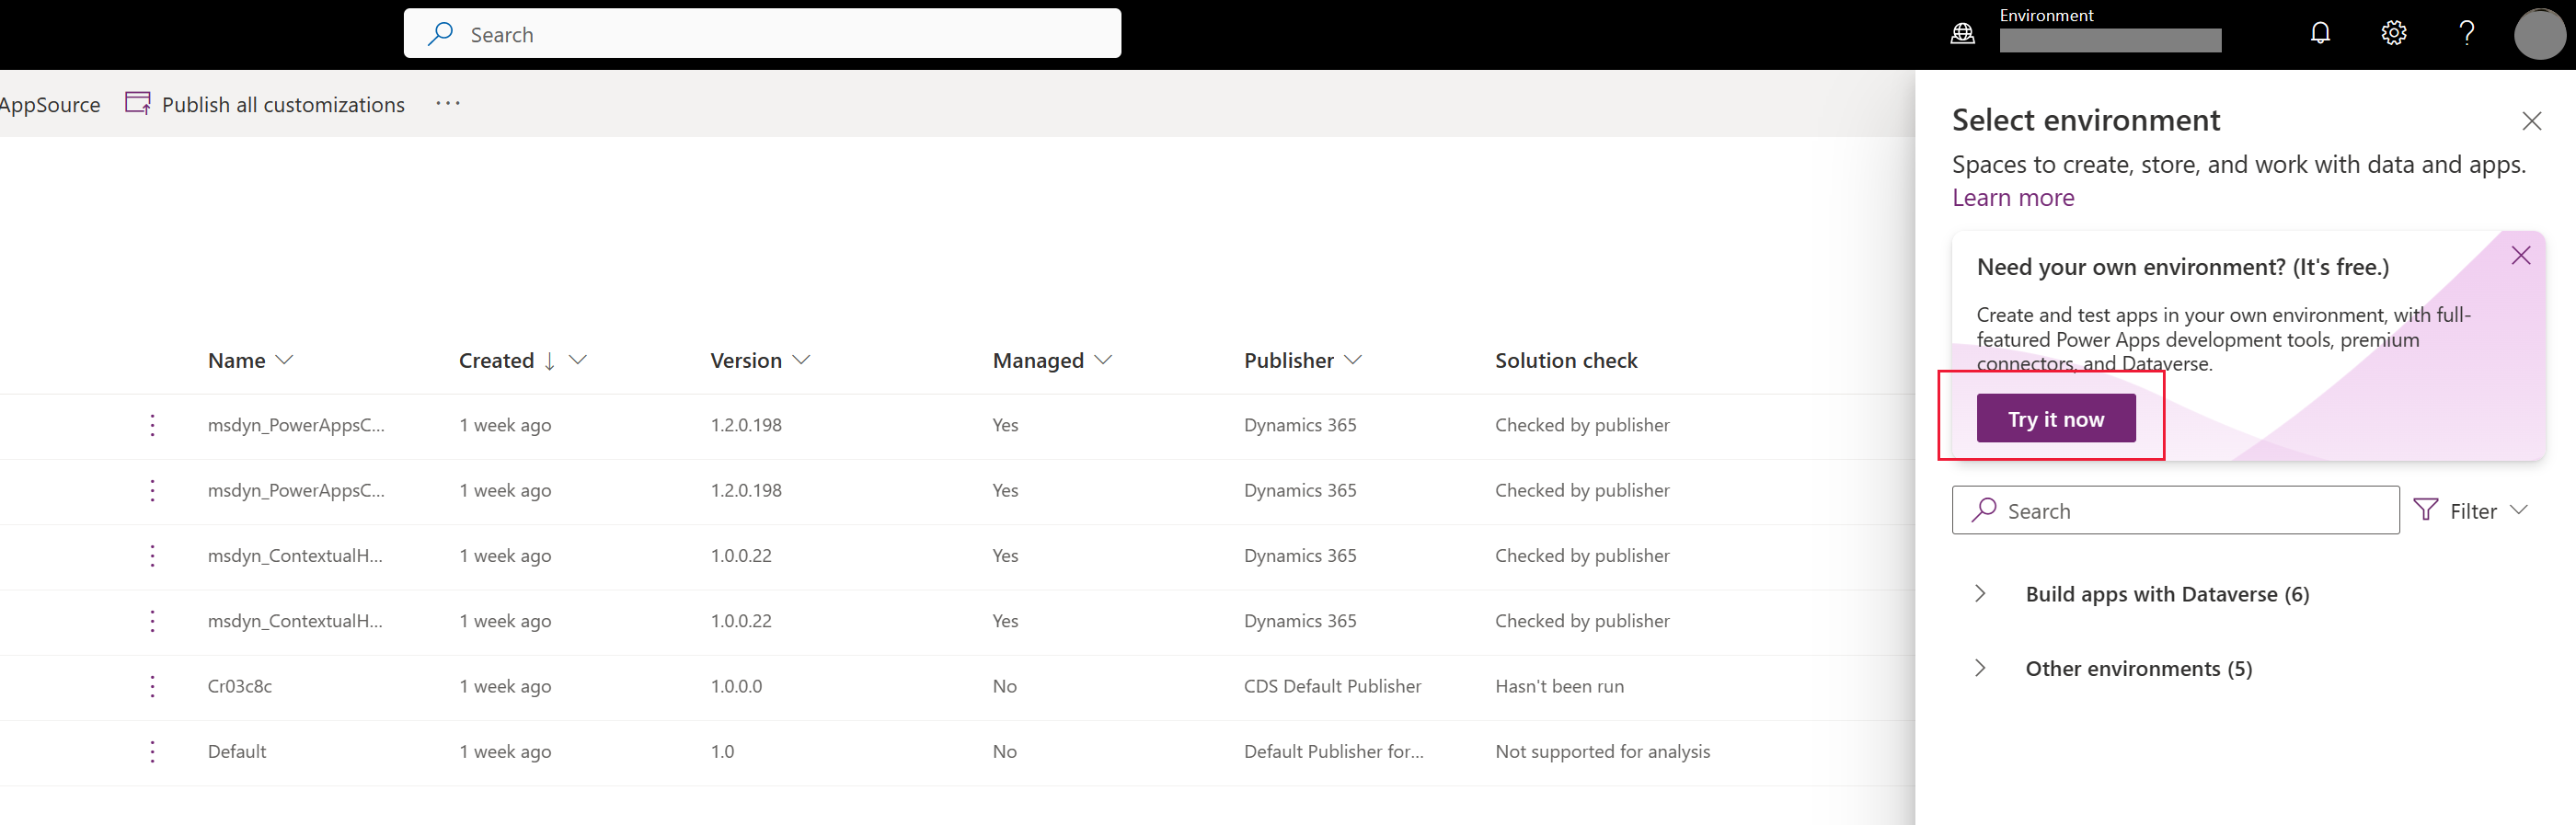 Search
Environment
AppSource Publish all customizations ···
Select environment
Spaces to create, store, and work with data and apps.
Learn more
Need your own environment? (It's free.)
Create and test apps in your own environment, with full-
featured Power Apps development tools, premium
connectors, and Dataverse.
Try it now
Search Filter
Build apps with Dataverse (6)
Other environments (5)
Name Created ↓ Version Managed Publisher Solution check
msdyn_PowerAppsC... 1 week ago 1.2.0.198 Yes Dynamics 365 Checked by publisher
msdyn_PowerAppsC... 1 week ago 1.2.0.198 Yes Dynamics 365 Checked by publisher
msdyn_ContextualH... 1 week ago 1.0.0.22 Yes Dynamics 365 Checked by publisher
msdyn_ContextualH... 1 week ago 1.0.0.22 Yes Dynamics 365 Checked by publisher
Cr03c8c 1 week ago 1.0.0.0 No CDS Default Publisher Hasn't been run
Default 1 week ago 1.0 No Default Publisher for... Not supported for analysis